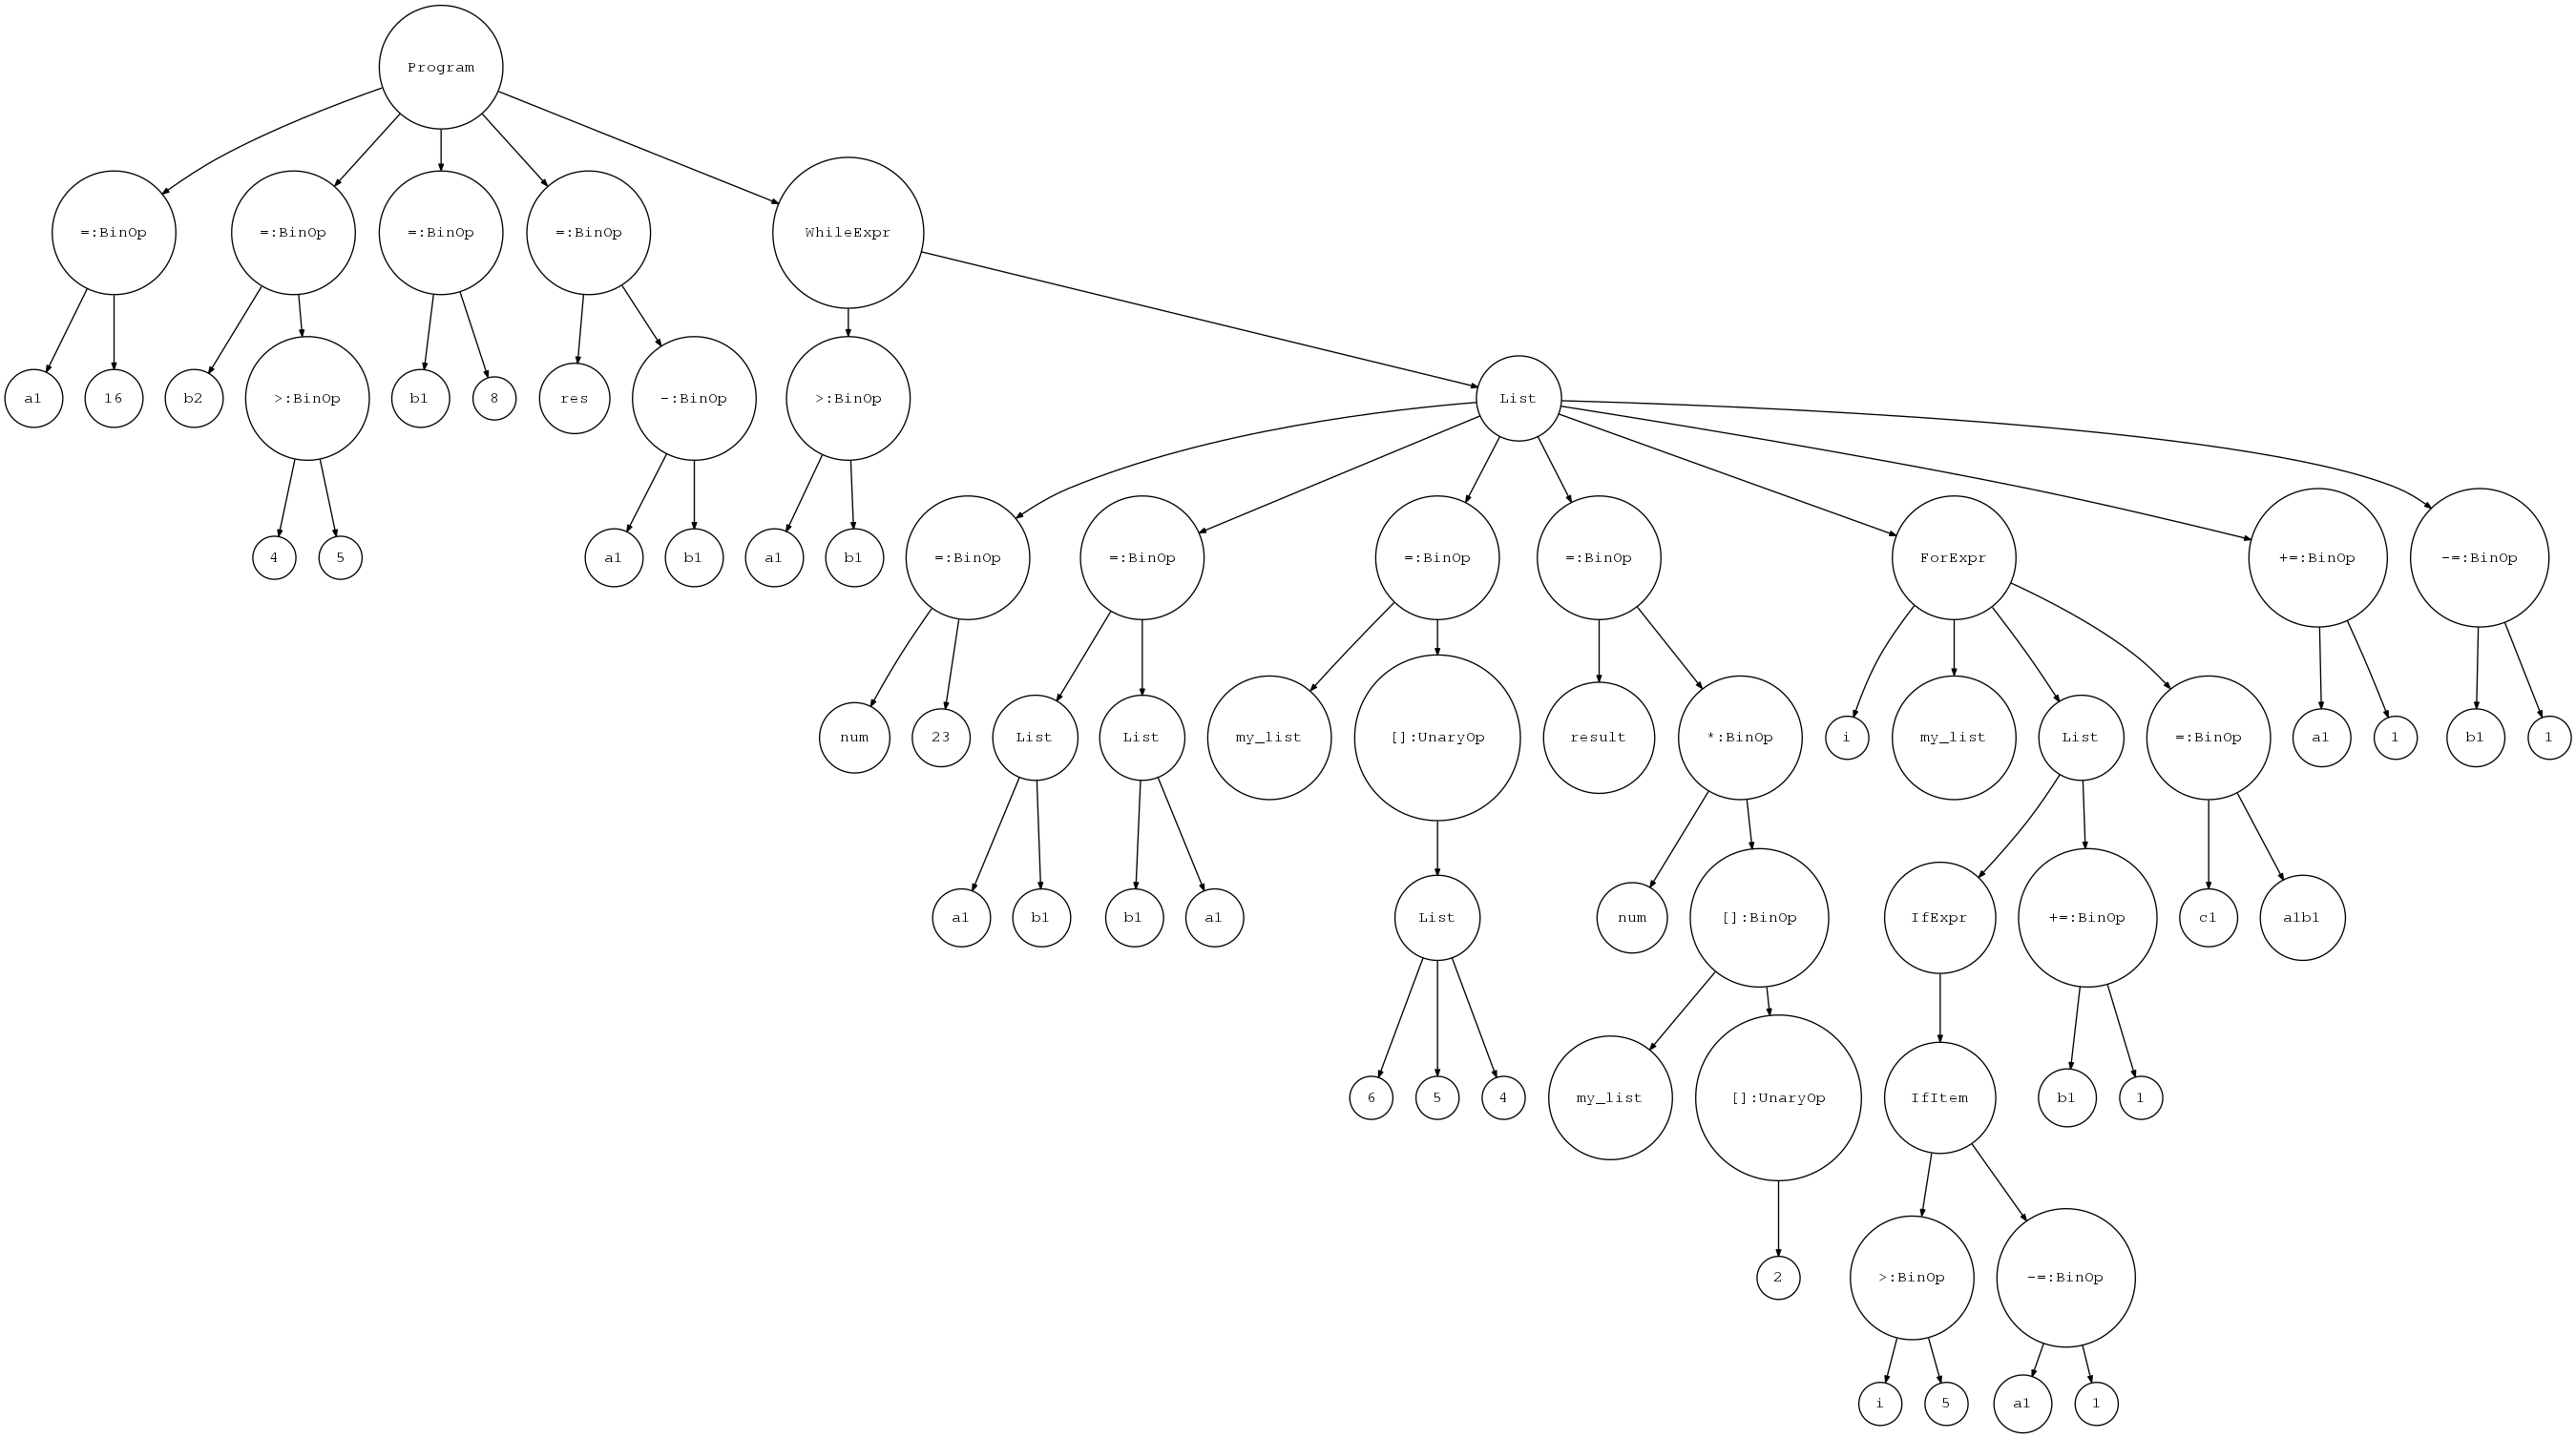 Program
=:BinOp
=:BinOp
=:BinOp
=:BinOp
WhileExpr
a1
16
b2
>:BinOp
b1
8
res
-:BinOp
>:BinOp
List
4
5
a1
b1
a1
b1
=:BinOp
=:BinOp
=:BinOp
=:BinOp
ForExpr
+=:BinOp
-=:BinOp
num
23
List
List
my_list
[]:UnaryOp
result
*:BinOp
i
my_list
List
=:BinOp
a1
1
b1
1
a1
b1
b1
a1
List
num
[]:BinOp
IfExpr
+=:BinOp
c1
a1b1
6
5
4
my_list
[]:UnaryOp
IfItem
b1
1
2
>:BinOp
-=:BinOp
i
5
a1
1